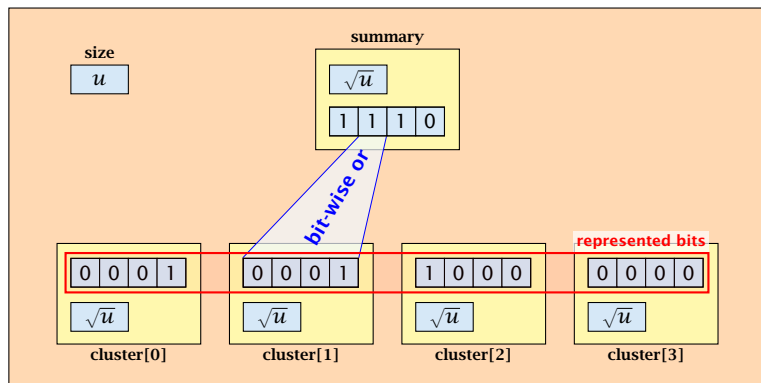 summary
size
u
√u
1 1 1 0
bit-wise or
represented bits
0 0 0 1
0 0 0 1
1 0 0 0
0 0 0 0
√u
√u
√u
√u
cluster[0]
cluster[1]
cluster[2]
cluster[3]